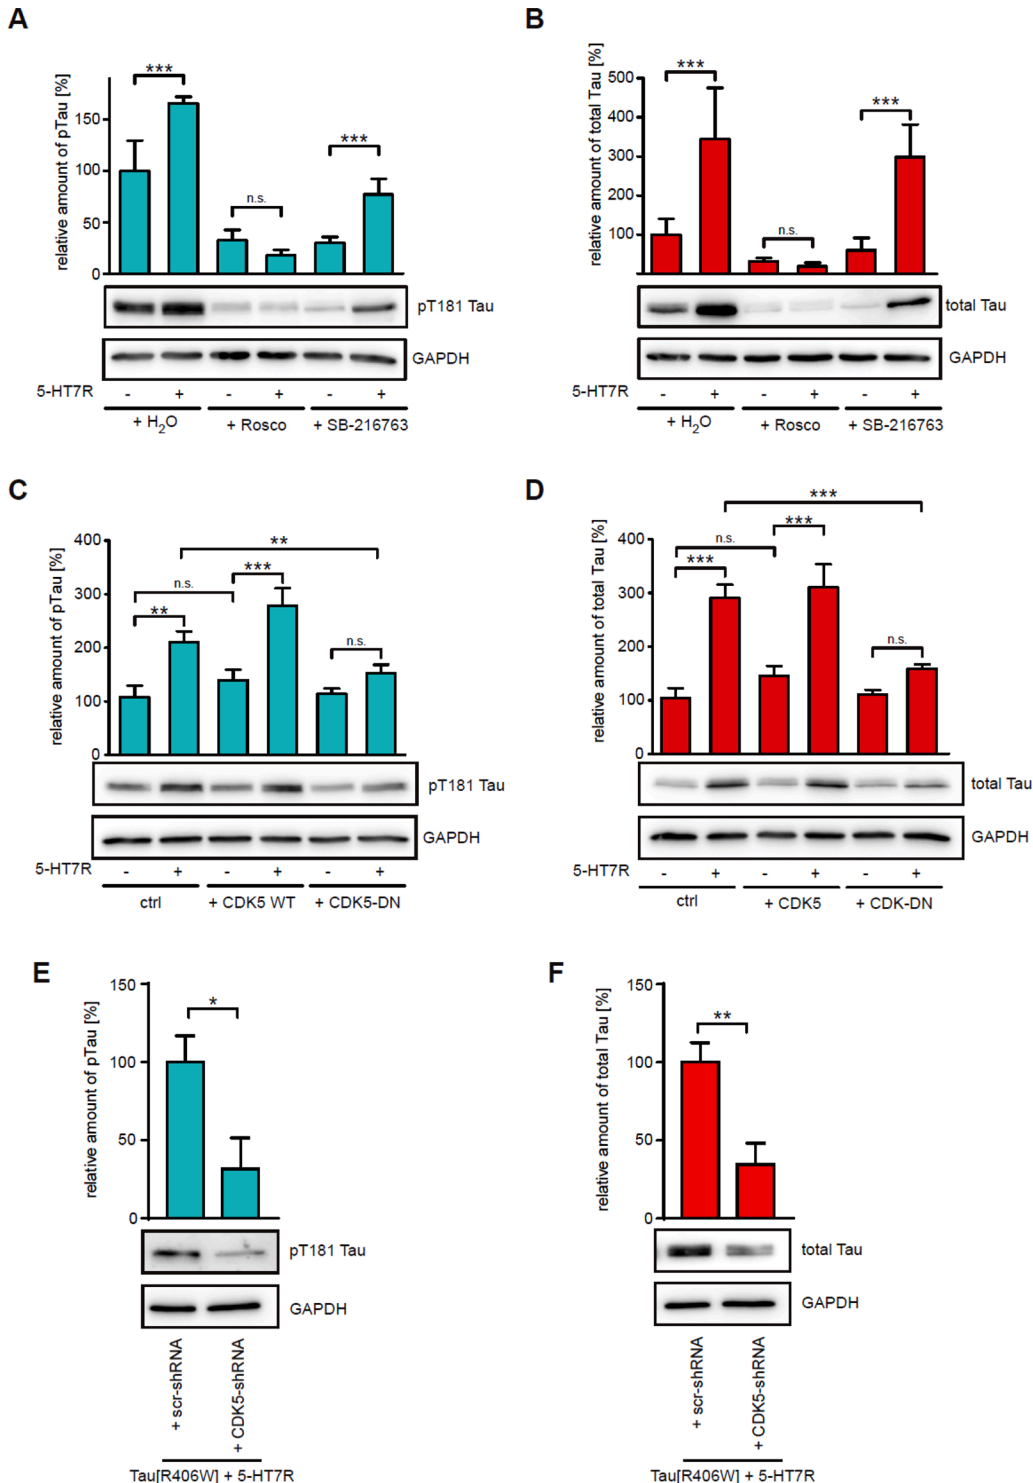 A
relative amount of pTau [%]
150
100
50
0
***
n.s.
***
pT181 Tau
GAPDH
5-HT7R - + - + - +
+ H2O + Rosco + SB-216763
B
relative amount of total Tau [%]
500
400
300
200
100
***
n.s.
***
total Tau
GAPDH
- + - + - +
+ H2O + Rosco + SB-216763
C
relative amount of pTau [%]
400
300
200
100
0
**
n.s.
***
**
n.s.
pT181 Tau
GAPDH
5-HT7R - + - + - +
ctrl + CDK5 WT + CDK5-DN
D
relative amount of total Tau [%]
400
300
200
100
0
***
n.s.
***
***
n.s.
total Tau
GAPDH
- + - + - +
ctrl + CDK5 + CDK-DN
E
relative amount of pTau [%]
150
100
50
0
*
pT181 Tau
GAPDH
+ scr-shRNA
+ CDK5-shRNA
Tau[R406W] + 5-HT7R
F
relative amount of total Tau [%]
150
100
50
0
**
total Tau
GAPDH
+ scr-shRNA
+ CDK5-shRNA
Tau[R406W] + 5-HT7R